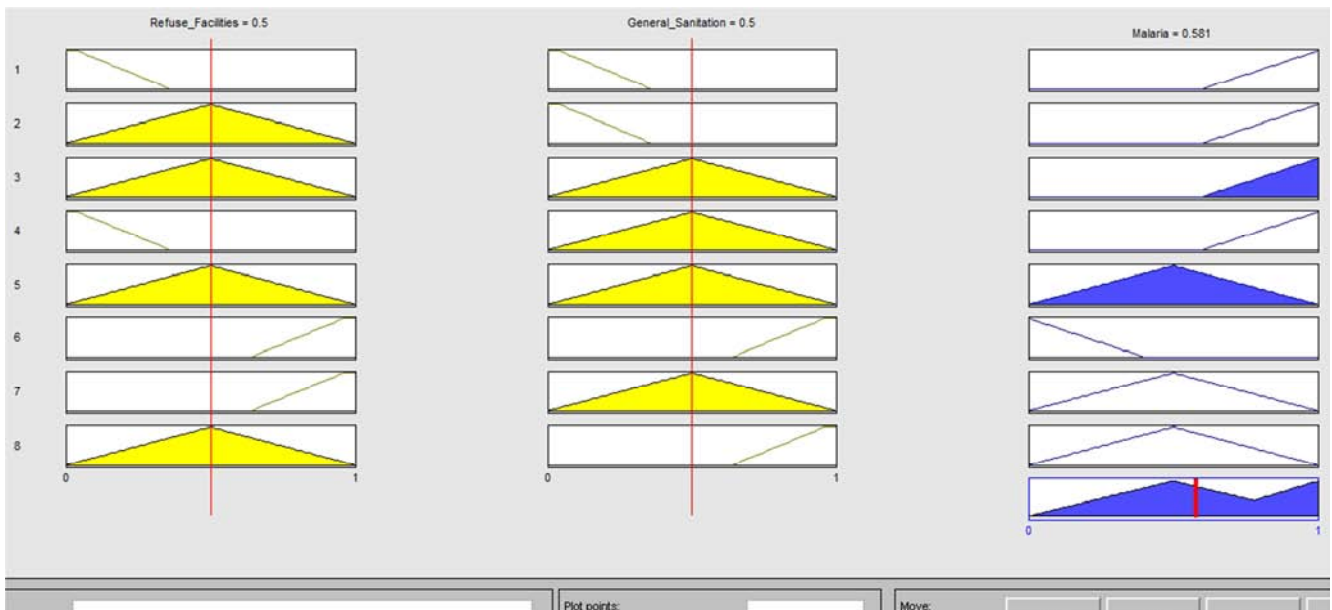 Refuse_Facilities = 0.5
General_Sanitation = 0.5
Malaria = 0.581
1
2
3
4
5
6
7
8
0 1
0 1
0 1
Plot points:
Move: